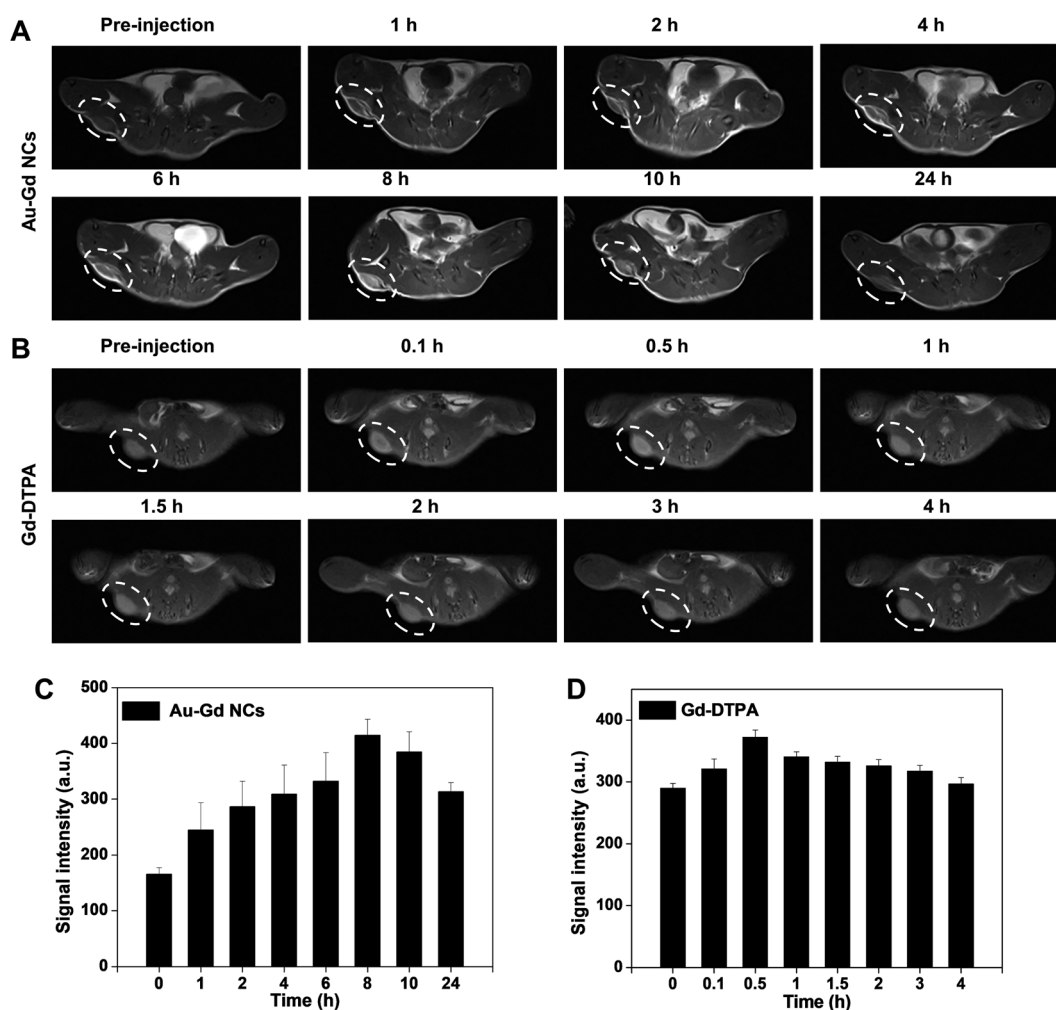 A
Pre-injection 1 h 2 h 4 h
Au-Gd NCs
6 h 8 h 10 h 24 h
B
Pre-injection 0.1 h 0.5 h 1 h
Gd-DTPA
1.5 h 2 h 3 h 4 h
C
500
400
300
200
100
0
Signal intensity (a.u.)
Au-Gd NCs
0 1 2 4 6 8 10 24
Time (h)
D
400
300
200
100
0
Signal intensity (a.u.)
Gd-DTPA
0 0.1 0.5 1 1.5 2 3 4
Time (h)